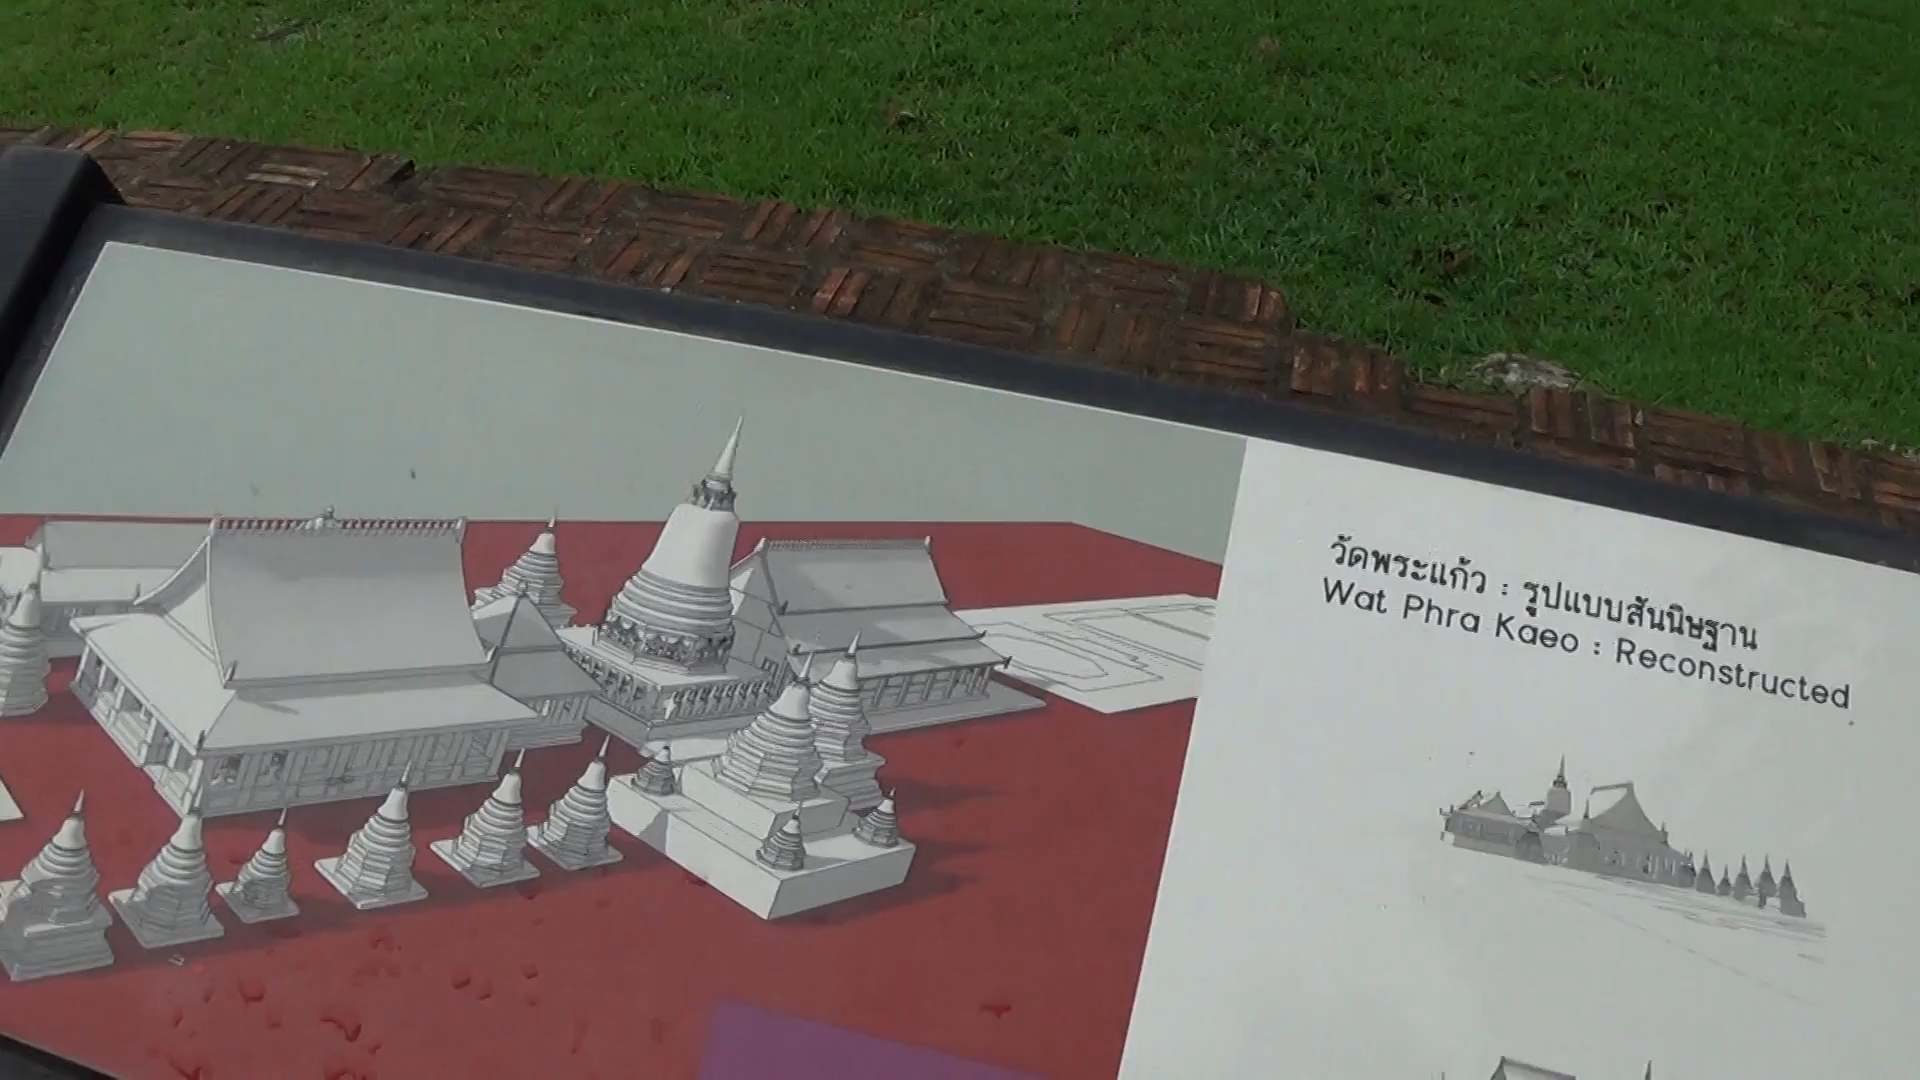 วัดพระแก้ว : รูปแบบสันนิษฐาน
Wat Phra Kaeo : Reconstructed